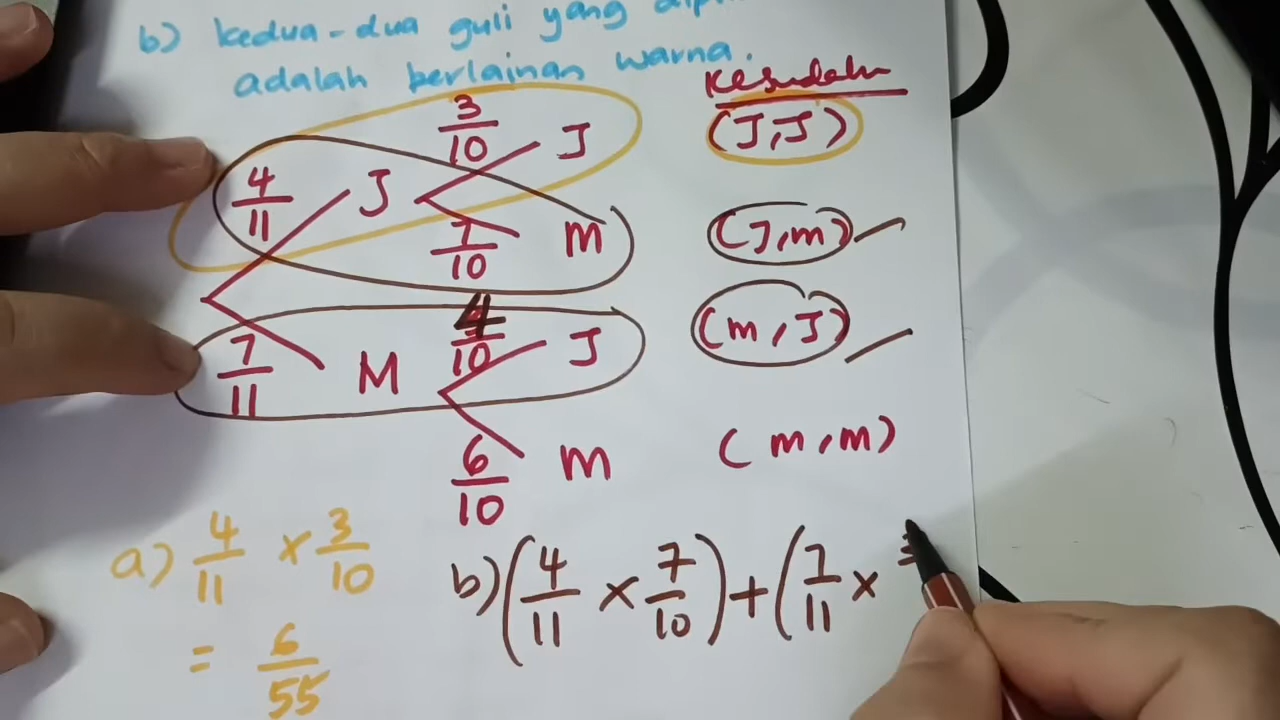 b) kedua-dua guli yang
adalah berlainan warna.
Kesudahan
4/11 J 3/10 J (J,J)
7/10 m (J,m)
7/11 M 4/10 J (m,J)
6/10 m (m,m)
a) 4/11 × 3/10
= 6/55
b) (4/11 × 7/10) + (7/11 ×